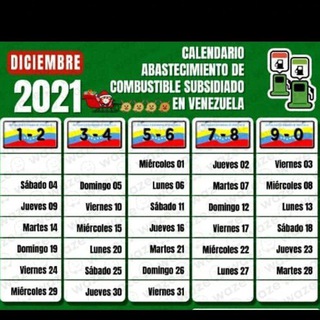 DICIEMBRE
2021
CALENDARIO
ABASTECIMIENTO DE
COMBUSTIBLE SUBSIDIADO
EN VENEZUELA
1-2 3-4 5-6 7-8 9-0
Miércoles 01 Jueves 02 Viernes 03
Sábado 04 Domingo 05 Lunes 06 Martes 07 Miércoles 08
Jueves 09 Viernes 10 Sábado 11 Domingo 12 Lunes 13
Martes 14 Miércoles 15 Jueves 16 Viernes 17 Sábado 18
Domingo 19 Lunes 20 Martes 21 Miércoles 22 Jueves 23
Viernes 24 Sábado 25 Domingo 26 Lunes 27 Martes 28
Miércoles 29 Jueves 30 Viernes 31